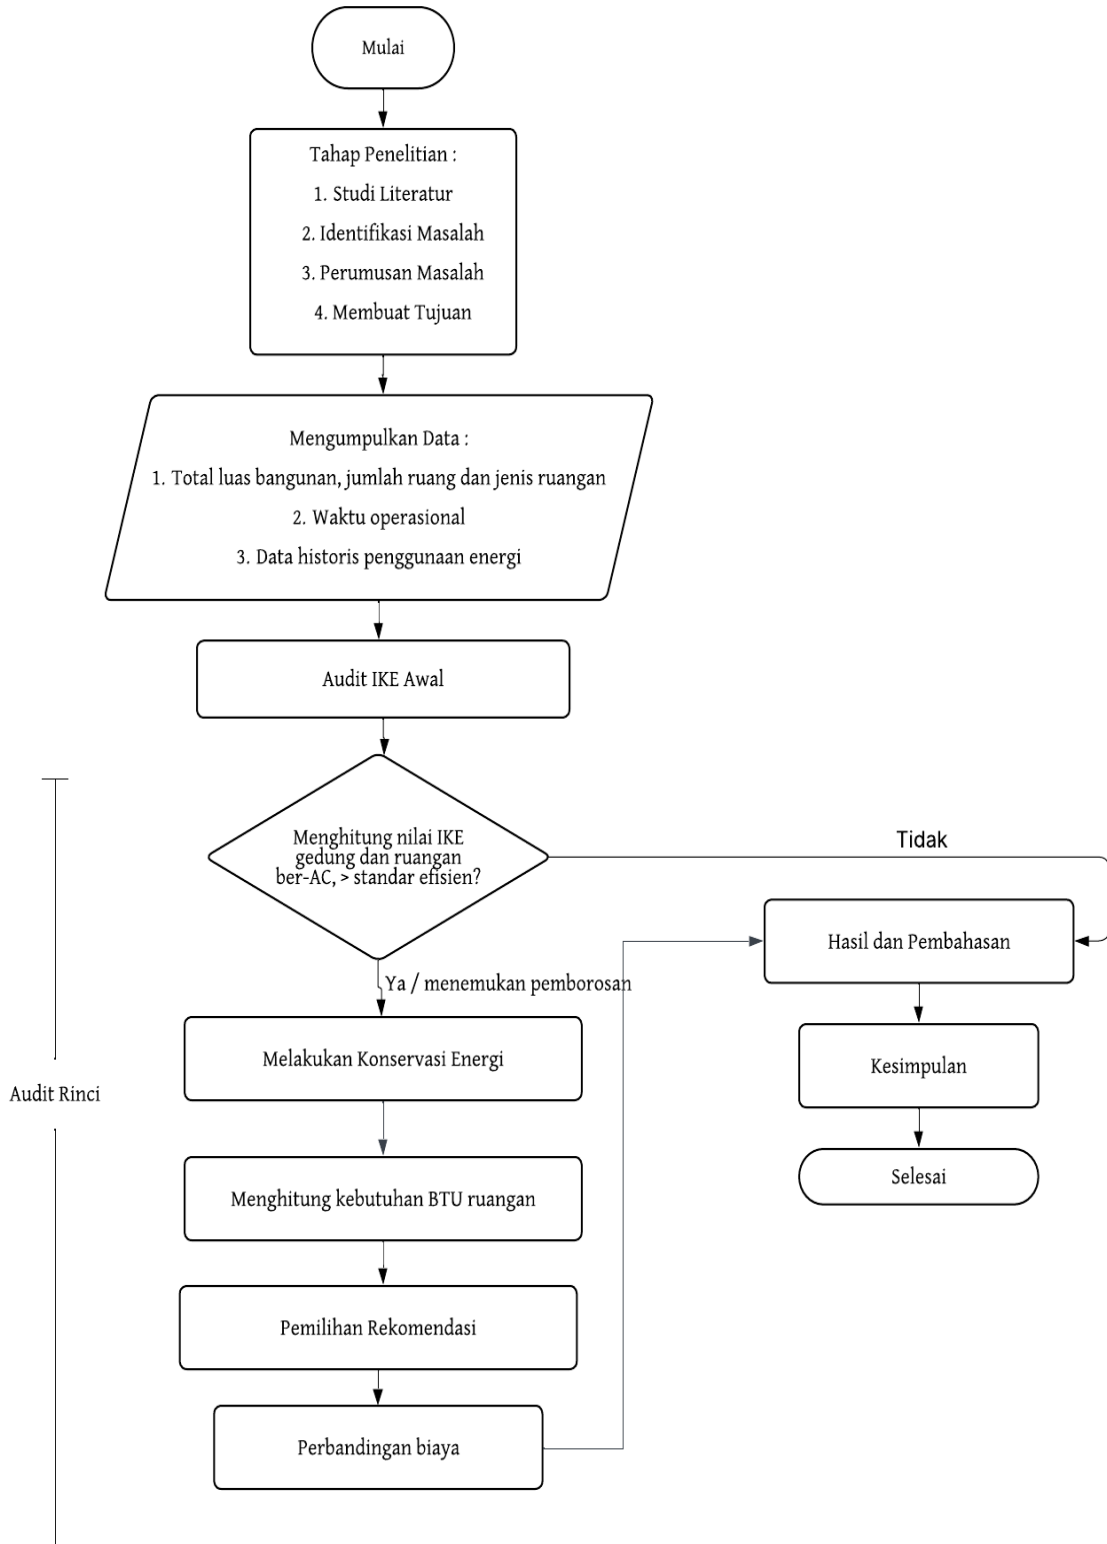 Mulai
Tahap Penelitian :
1. Studi Literatur
2. Identifikasi Masalah
3. Perumusan Masalah
4. Membuat Tujuan
Mengumpulkan Data :
1. Total luas bangunan, jumlah ruang dan jenis ruangan
2. Waktu operasional
3. Data historis penggunaan energi
Audit IKE Awal
Menghitung nilai IKE
gedung dan ruangan
ber-AC, > standar efisien?
Tidak
Ya / menemukan pemborosan
Melakukan Konservasi Energi
Menghitung kebutuhan BTU ruangan
Pemilihan Rekomendasi
Perbandingan biaya
Hasil dan Pembahasan
Kesimpulan
Selesai
Audit Rinci